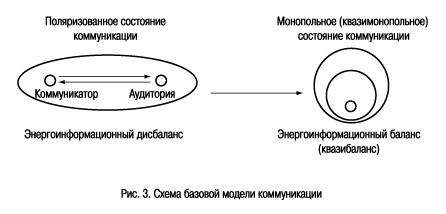 Поляризованное состояние
коммуникации
Монопольное (квазимонопольное)
состояние коммуникации
Коммуникатор
Аудитория
Энергоинформационный дисбаланс
Энергоинформационный баланс
(квазибаланс)
Рис. 3. Схема базовой модели коммуникации